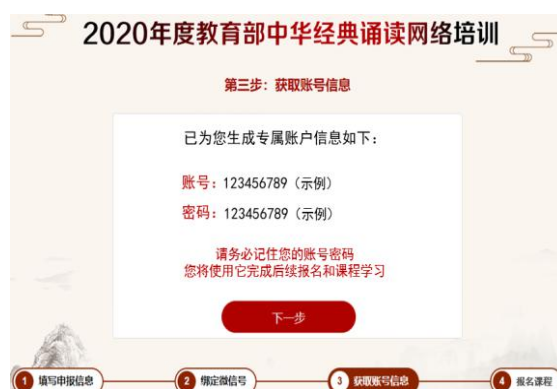 2020年度教育部中华经典诵读网络培训
第三步：获取账号信息
已为您生成专属账户信息如下：
账号：123456789（示例）
密码：123456789（示例）
请务必记住您的账号密码
您将使用它完成后续报名和课程学习
下一步
1 填写申报信息 2 绑定微信号 3 获取账号信息 4 报名课程